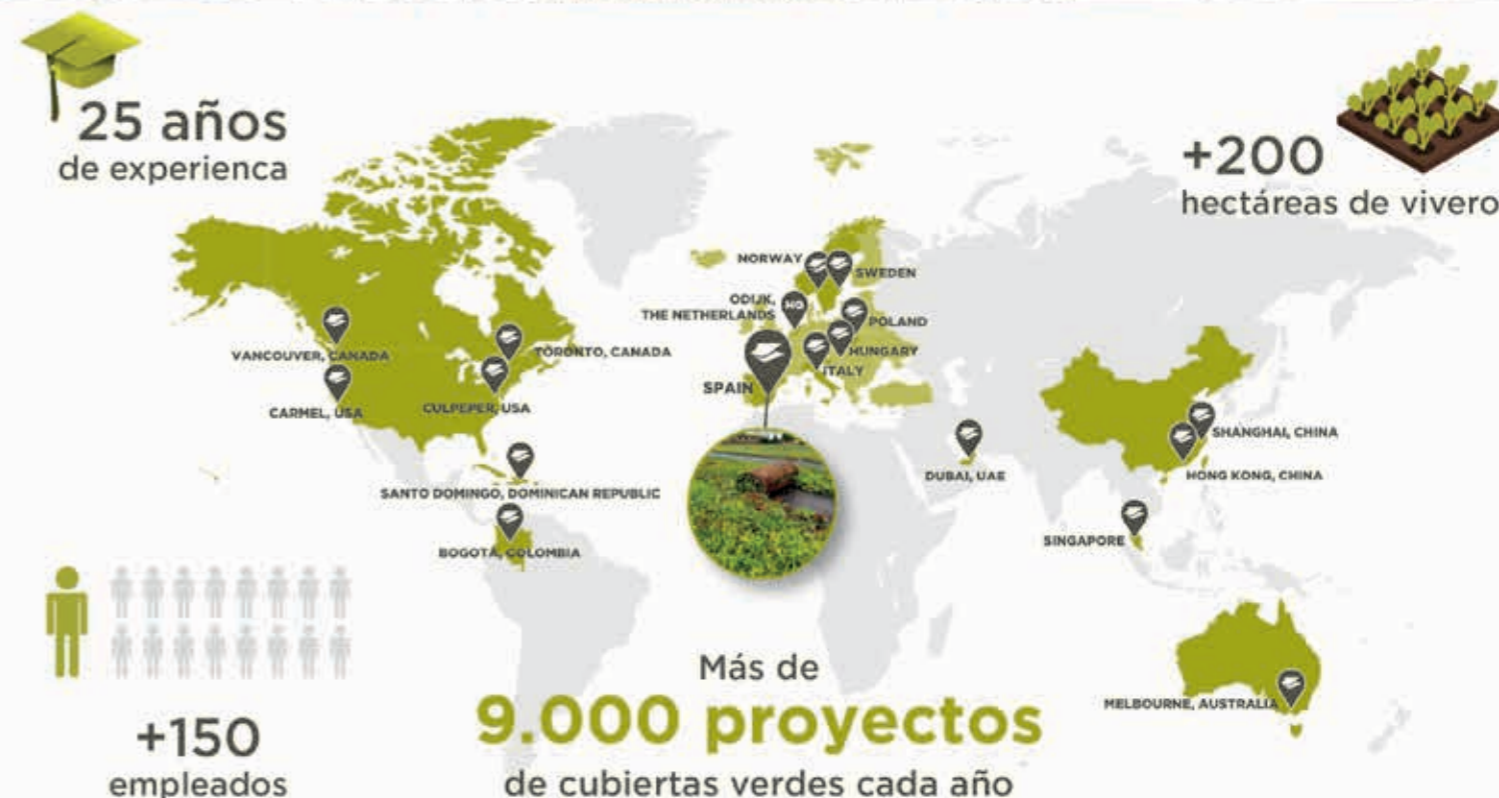 25 años
de experienca
+200
hectáreas de vivero
NORWAY
SWEDEN
ODIJK,
THE NETHERLANDS
HQ
POLAND
HUNGARY
ITALY
SPAIN
VANCOUVER, CANADA
TORONTO, CANADA
CARMEL, USA
CULPEPER, USA
SANTO DOMINGO, DOMINICAN REPUBLIC
BOGOTÁ, COLOMBIA
DUBAI, UAE
SHANGHAI, CHINA
HONG KONG, CHINA
SINGAPORE
MELBOURNE, AUSTRALIA
+150
empleados
Más de
9.000 proyectos
de cubiertas verdes cada año